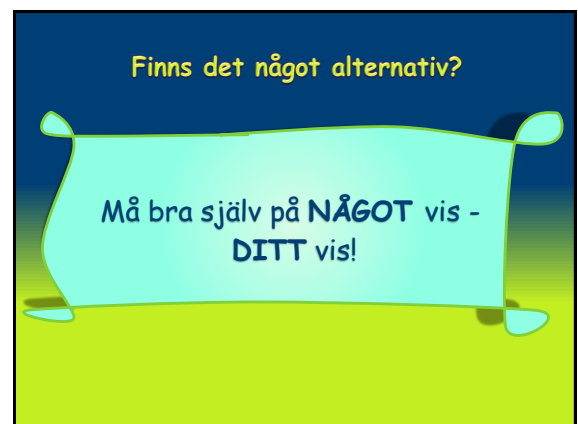 Finns det något alternativ?
Må bra själv på NÅGOT vis -
DITT vis!